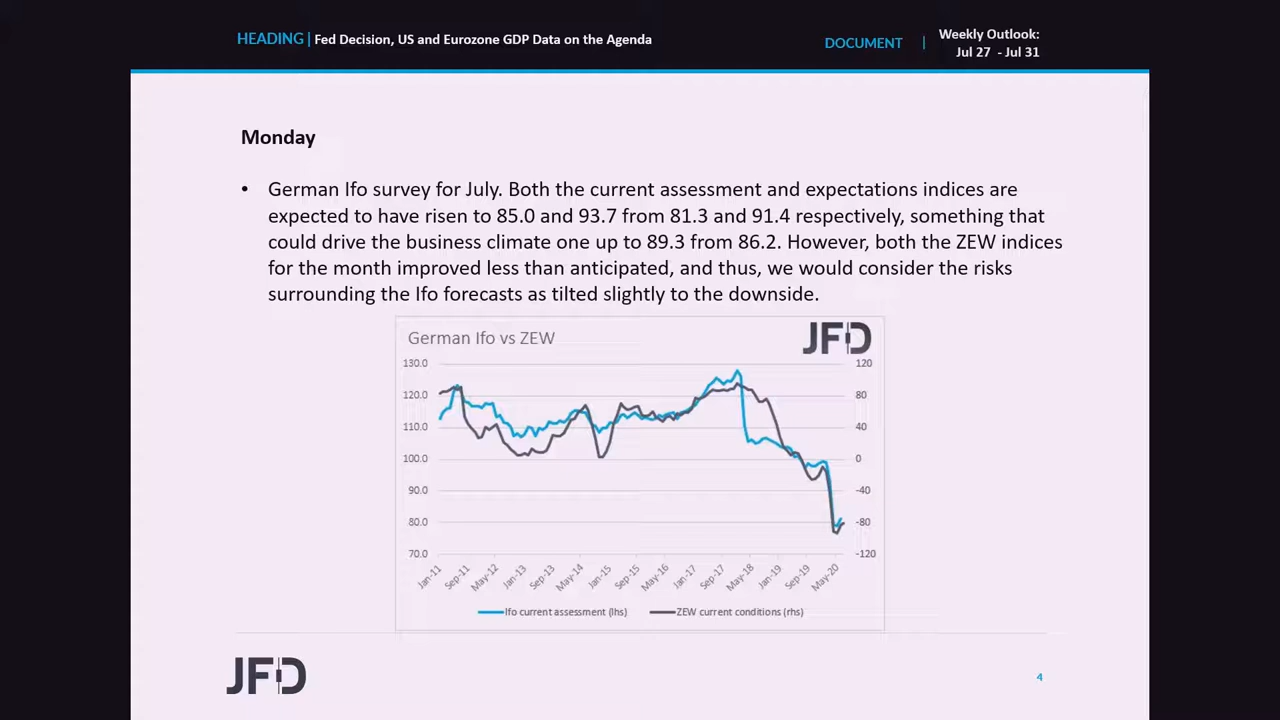 HEADING | Fed Decision, US and Eurozone GDP Data on the Agenda
DOCUMENT | Weekly Outlook:
Jul 27 - Jul 31
Monday
• German Ifo survey for July. Both the current assessment and expectations indices are
expected to have risen to 85.0 and 93.7 from 81.3 and 91.4 respectively, something that
could drive the business climate one up to 89.3 from 86.2. However, both the ZEW indices
for the month improved less than anticipated, and thus, we would consider the risks
surrounding the Ifo forecasts as tilted slightly to the downside.
German Ifo vs ZEW
JFD
130.0 120
120.0 80
110.0 40
100.0 0
90.0 -40
80.0 -80
70.0 -120
Jan-11 Sep-11 May-12 Jan-13 Sep-13 May-14 Jan-15 Sep-15 May-16 Jan-17 Sep-17 May-18 Jan-19 Sep-19 May-20
Ifo current assessment (lhs) ZEW current conditions (rhs)
JFD
4